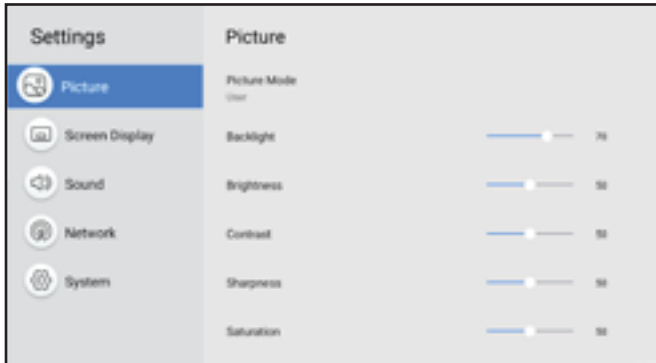 Settings
Picture
Picture
Picture Mode
User
Screen Display
Backlight 70
Sound
Brightness 50
Network
Contrast 50
System
Sharpness 50
Saturation 50